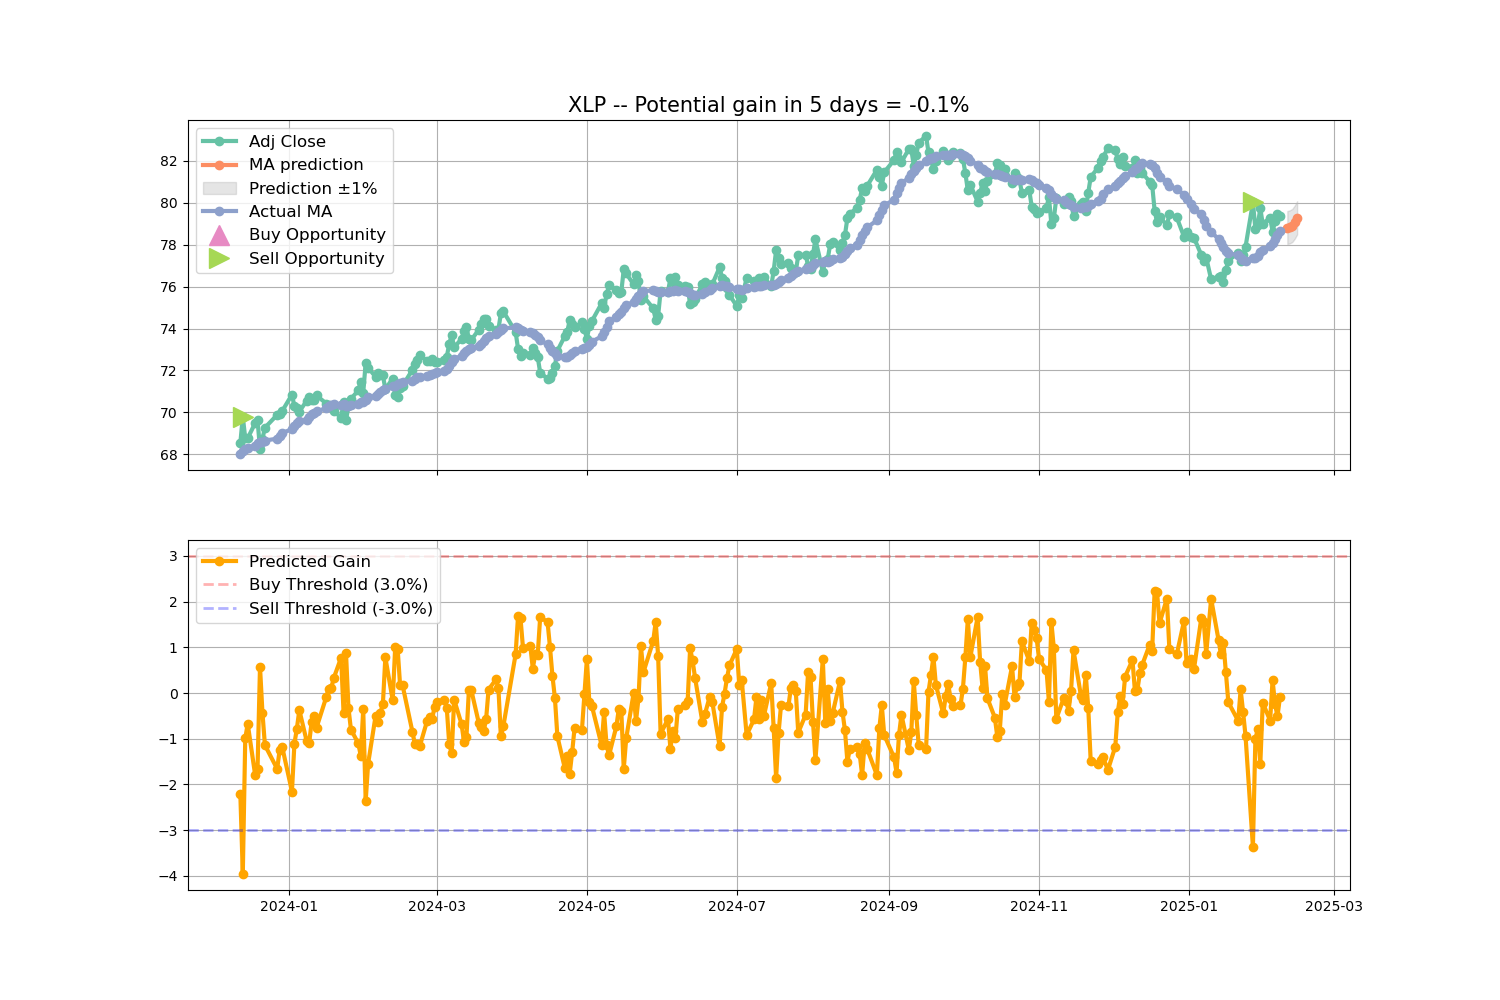 XLP -- Potential gain in 5 days = -0.1%
Adj Close
MA prediction
Prediction ±1%
Actual MA
Buy Opportunity
Sell Opportunity
82
80
78
76
74
72
70
68
Predicted Gain
Buy Threshold (3.0%)
Sell Threshold (-3.0%)
3
2
1
0
−1
−2
−3
−4
2024-01 2024-03 2024-05 2024-07 2024-09 2024-11 2025-01 2025-03